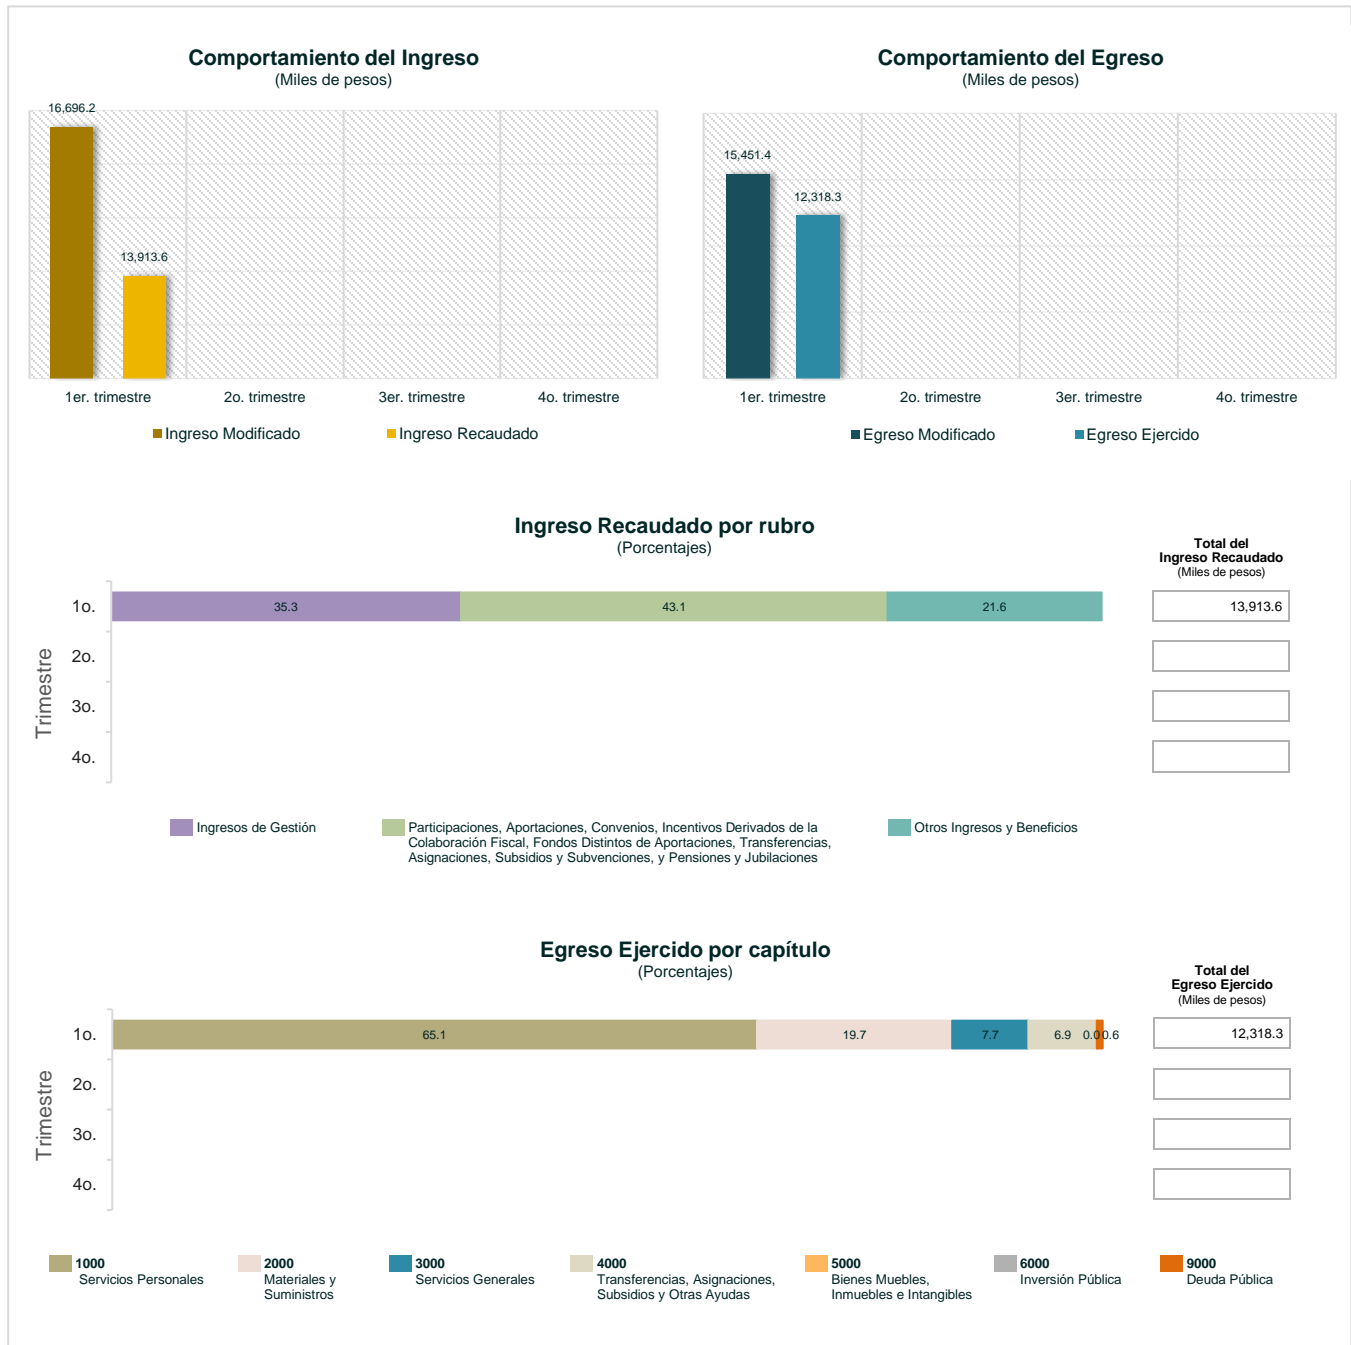 Comportamiento del Ingreso
(Miles de pesos)
16,696.2
13,913.6
1er. trimestre 2o. trimestre 3er. trimestre 4o. trimestre
Ingreso Modificado Ingreso Recaudado
Comportamiento del Egreso
(Miles de pesos)
15,451.4
12,318.3
1er. trimestre 2o. trimestre 3er. trimestre 4o. trimestre
Egreso Modificado Egreso Ejercido
Ingreso Recaudado por rubro
(Porcentajes)
Total del
Ingreso Recaudado
(Miles de pesos)
Trimestre
1o. 35.3 43.1 21.6 13,913.6
2o.
3o.
4o.
Ingresos de Gestión
Participaciones, Aportaciones, Convenios, Incentivos Derivados de la
Colaboración Fiscal, Fondos Distintos de Aportaciones, Transferencias,
Asignaciones, Subsidios y Subvenciones, y Pensiones y Jubilaciones
Otros Ingresos y Beneficios
Egreso Ejercido por capítulo
(Porcentajes)
Total del
Egreso Ejercido
(Miles de pesos)
Trimestre
1o. 65.1 19.7 7.7 6.9 0.0 0.6 12,318.3
2o.
3o.
4o.
1000
Servicios Personales
2000
Materiales y
Suministros
3000
Servicios Generales
4000
Transferencias, Asignaciones,
Subsidios y Otras Ayudas
5000
Bienes Muebles,
Inmuebles e Intangibles
6000
Inversión Pública
9000
Deuda Pública